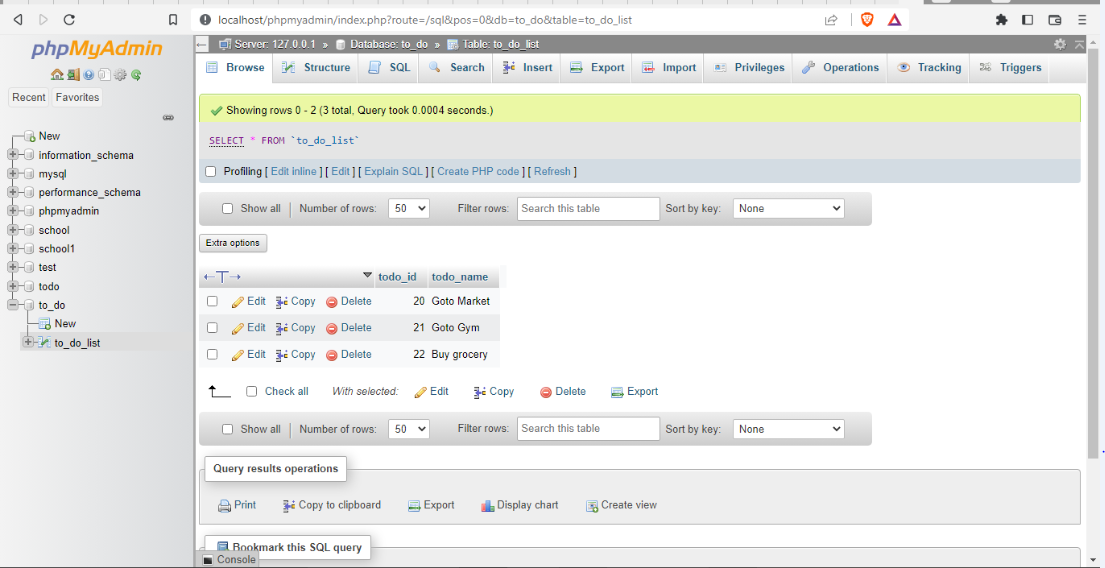 localhost/phpmyadmin/index.php?route=/sql&pos=0&db=to_do&table=to_do_list
phpMyAdmin
Recent Favorites
New
information_schema
mysql
performance_schema
phpmyadmin
school
school1
test
todo
to_do
New
to_do_list
Server: 127.0.0.1 » Database: to_do » Table: to_do_list
Browse Structure SQL Search Insert Export Import Privileges Operations Tracking Triggers
Showing rows 0 - 2 (3 total, Query took 0.0004 seconds.)
SELECT * FROM `to_do_list`
Profiling [ Edit inline ] [ Edit ] [ Explain SQL ] [ Create PHP code ] [ Refresh ]
Show all Number of rows: 50 Filter rows: Search this table Sort by key: None
Extra options
todo_id todo_name
Edit Copy Delete 20 Goto Market
Edit Copy Delete 21 Goto Gym
Edit Copy Delete 22 Buy grocery
Check all With selected: Edit Copy Delete Export
Show all Number of rows: 50 Filter rows: Search this table Sort by key: None
Query results operations
Print Copy to clipboard Export Display chart Create view
Bookmark this SQL query
Console